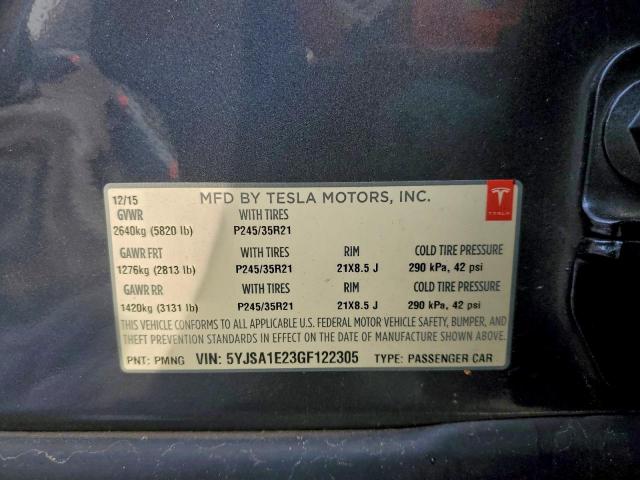 12/15 MFD BY TESLA MOTORS, INC.
TESLA
GVWR WITH TIRES
2640kg (5820 lb) P245/35R21
GAWR FRT WITH TIRES RIM COLD TIRE PRESSURE
1276kg (2813 lb) P245/35R21 21X8.5 J 290 kPa, 42 psi
GAWR RR WITH TIRES RIM COLD TIRE PRESSURE
1420kg (3131 lb) P245/35R21 21X8.5 J 290 kPa, 42 psi
THIS VEHICLE CONFORMS TO ALL APPLICABLE U.S. FEDERAL MOTOR VEHICLE SAFETY, BUMPER, AND
THEFT PREVENTION STANDARDS IN EFFECT ON THE DATE OF MANUFACTURE SHOWN ABOVE.
PNT: PMNG VIN: 5YJSA1E23GF122305 TYPE: PASSENGER CAR